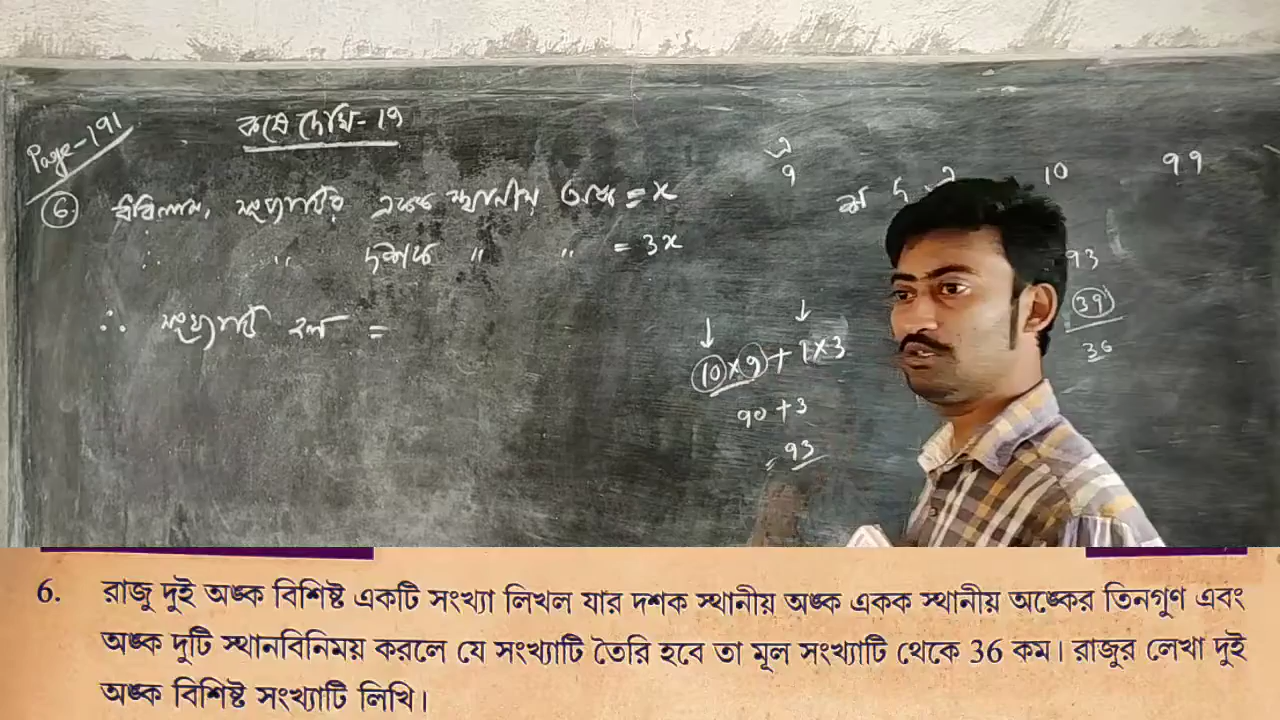 Page-191
কষে দেখি- 19
6. ধরিলাম, সংখ্যাটির একক স্থানীয় অঙ্ক = x
∴ " দশক " " = 3x
∴ সংখ্যাটি হল =
এ
9
দ এ
10 99
93
39
36
10×9 + 1×3
90 + 3
= 93
6. রাজু দুই অঙ্ক বিশিষ্ট একটি সংখ্যা লিখল যার দশক স্থানীয় অঙ্ক একক স্থানীয় অঙ্কের তিনগুণ এবং
অঙ্ক দুটি স্থানবিনিময় করলে যে সংখ্যাটি তৈরি হবে তা মূল সংখ্যাটি থেকে 36 কম। রাজুর লেখা দুই
অঙ্ক বিশিষ্ট সংখ্যাটি লিখি।